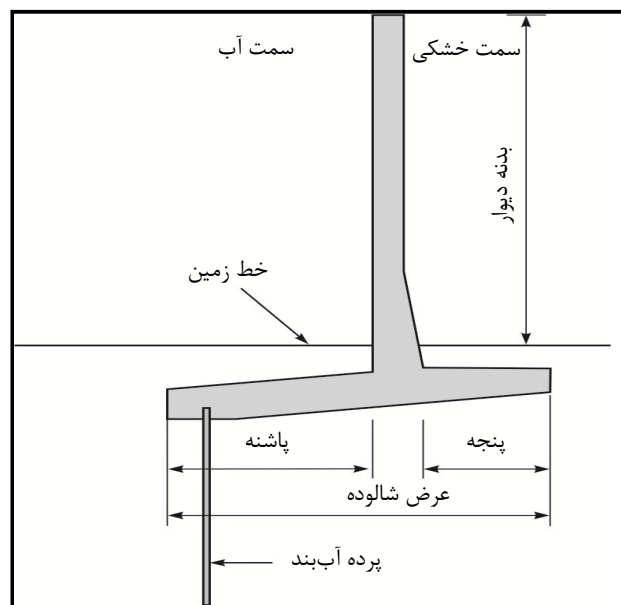 سمت خشکی
سمت آب
بدنه دیوار
خط زمین
پنجه
پاشنه
عرض شالوده
پرده آب‌بند